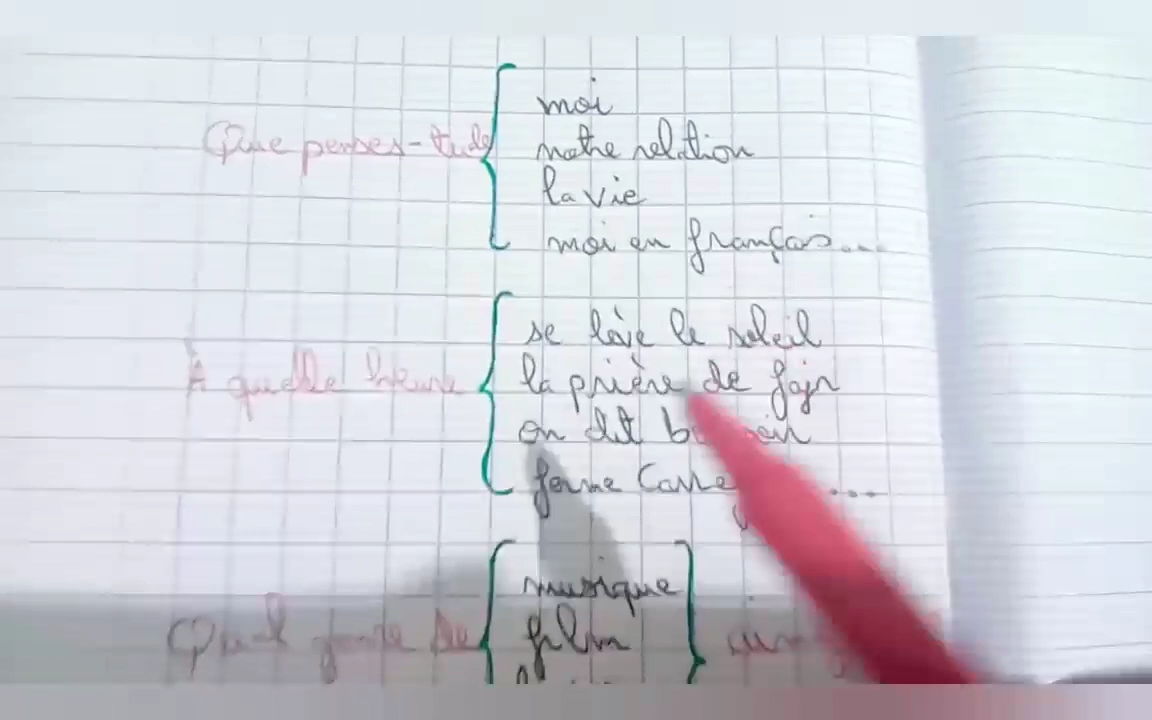 moi
Que penses-tu de notre relation
la vie
moi en français...
se lève le soleil
À quelle heure la prière de fajr
on dit
ferme ...
musique
Quel genre de film